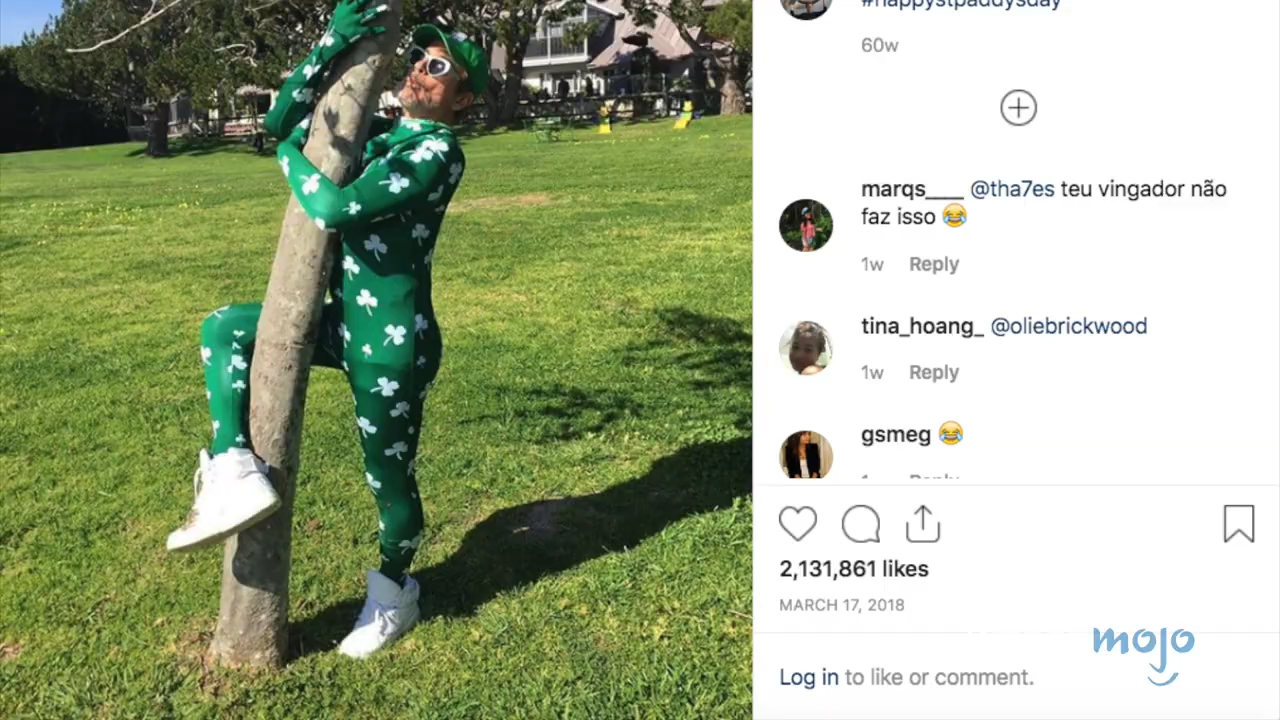 #happystpaddysday
60w
marqs____ @tha7es teu vingador não
faz isso 😂
1w Reply
tina_hoang_ @oliebrickwood
1w Reply
gsmeg 😂
2,131,861 likes
MARCH 17, 2018
mojo
Log in to like or comment.